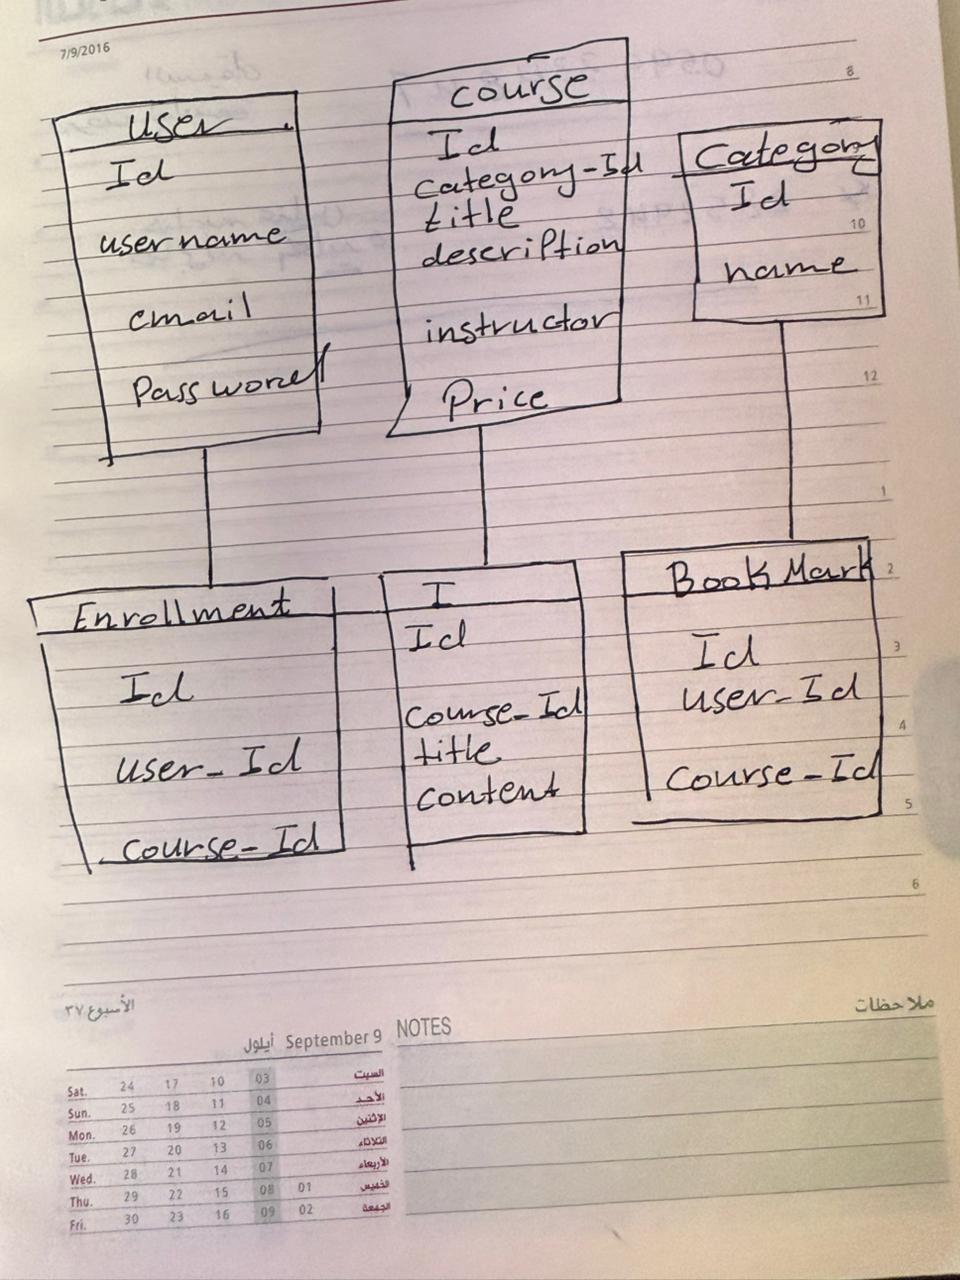 7/9/2016
user
Id
username
email
Password
course
Id
category-Id
title
description
instructor
Price
Category
Id
name
Enrollment
Id
user-Id
course-Id
I
Id
course-Id
title
content
BookMark
Id
user-Id
course-Id
8
10
11
12
1
2
3
4
5
6
الأسبوع ٣٧
ملاحظات
أيلول September 9
NOTES
Sat. 24 17 10 03 السبت
Sun. 25 18 11 04 الأحد
Mon. 26 19 12 05 الإثنين
Tue. 27 20 13 06 الثلاثاء
Wed. 28 21 14 07 الأربعاء
Thu. 29 22 15 08 01 الخميس
Fri. 30 23 16 09 02 الجمعة